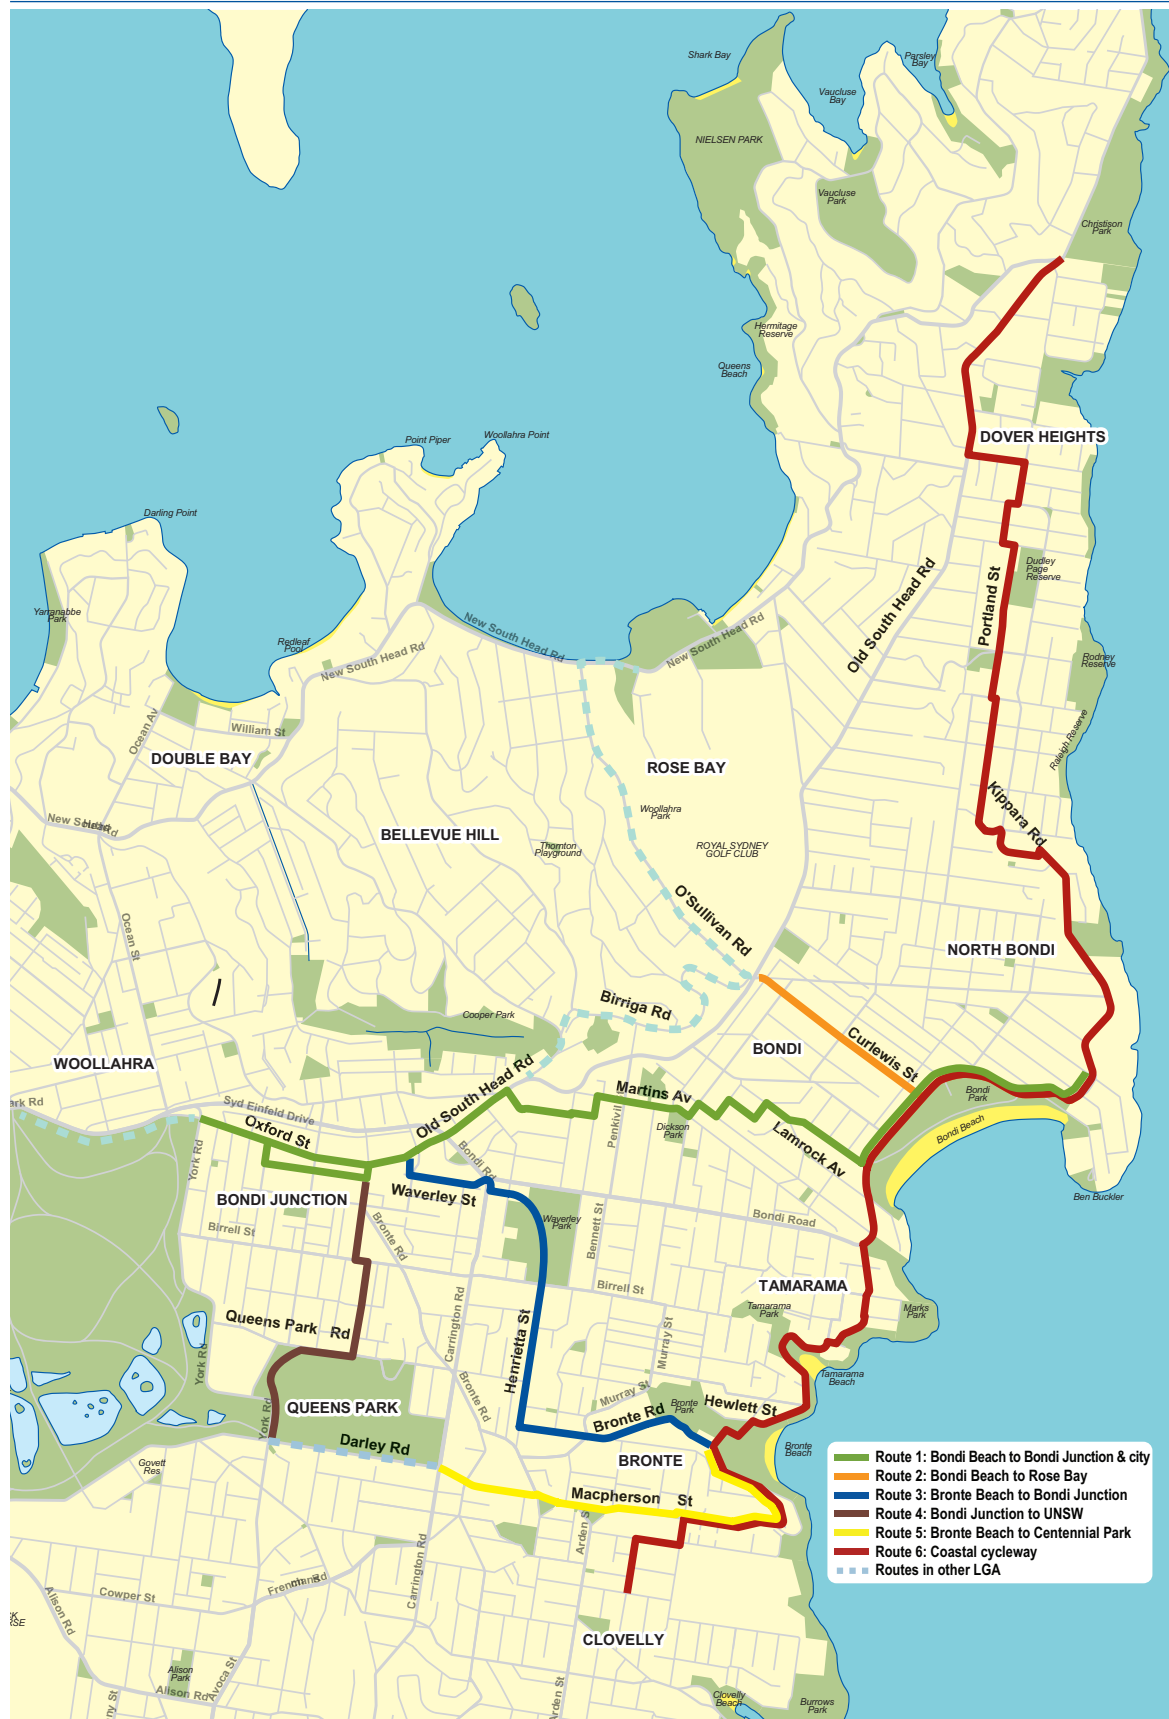 Shark Bay
Parsley
Bay
Vaucluse
Bay
NIELSEN PARK
Vaucluse
Park
Christison
Park
Hermitage
Reserve
Queens
Beach
DOVER HEIGHTS
Point Piper
Woollahra Point
Darling Point
Dudley
Page
Reserve
Old South Head Rd
Portland St
Yarranabbe
Park
New South Head Rd
New South Head Rd
Redleaf
Pool
New South Head Rd
Rodney
Reserve
Raleigh Reserve
Ocean Av
William St
DOUBLE BAY
ROSE BAY
Kippara Rd
Woollahra
Park
New South
Head Rd
BELLEVUE HILL
Thornton
Playground
ROYAL SYDNEY
GOLF CLUB
O'Sullivan Rd
Ocean St
NORTH BONDI
Birriga Rd
Cooper Park
Curlewis St
BONDI
WOOLLAHRA
Old South Head Rd
Martins Av
Bondi
Park
ark Rd
Syd Einfeld Drive
Oxford St
Penkivil
Dickson
Park
Lamrock Av
Bondi Beach
York Rd
Bondi Rd
Waverley St
BONDI JUNCTION
Ben Buckler
Birrell St
Bronte Rd
Waverley
Park
Bennett St
Bondi Road
TAMARAMA
Birrell St
Carrington Rd
Tamarama
Park
Marks
Park
Queens Park Rd
York Rd
Henrietta St
Murray St
Tamarama
Beach
Bronte Rd
Murray St
Bronte
Park
Hewlett St
QUEENS PARK
York Rd
Bronte Rd
Darley Rd
BRONTE
Bronte
Beach
Govett
Res
Macpherson St
Arden St
Carrington Rd
Route 1: Bondi Beach to Bondi Junction & city
Route 2: Bondi Beach to Rose Bay
Route 3: Bronte Beach to Bondi Junction
Route 4: Bondi Junction to UNSW
Route 5: Bronte Beach to Centennial Park
Route 6: Coastal cycleway
Routes in other LGA
Cowper St
Alison Rd
CLOVELLY
Alison
Park
Alison Rd
Avoca St
Arden St
Clovelly
Beach
Burrows
Park